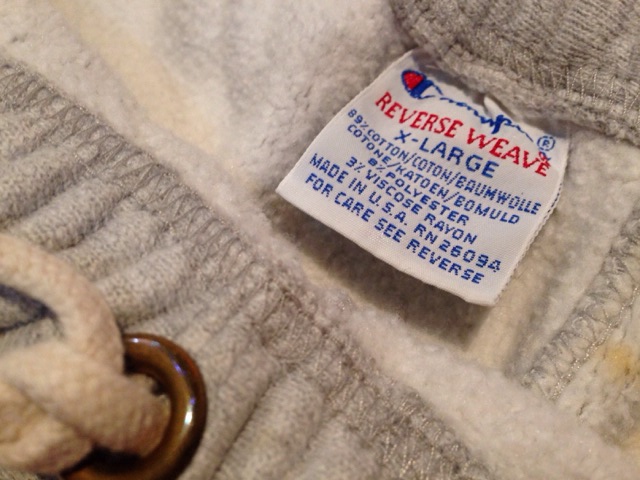 Champion®
REVERSE WEAVE®
X-LARGE
89% COTTON/COTON/BAUMWOLLE
COTONE/KATOEN/BOMULD
8% POLYESTER
3% VISCOSE RAYON
MADE IN U.S.A. RN 26094
FOR CARE SEE REVERSE